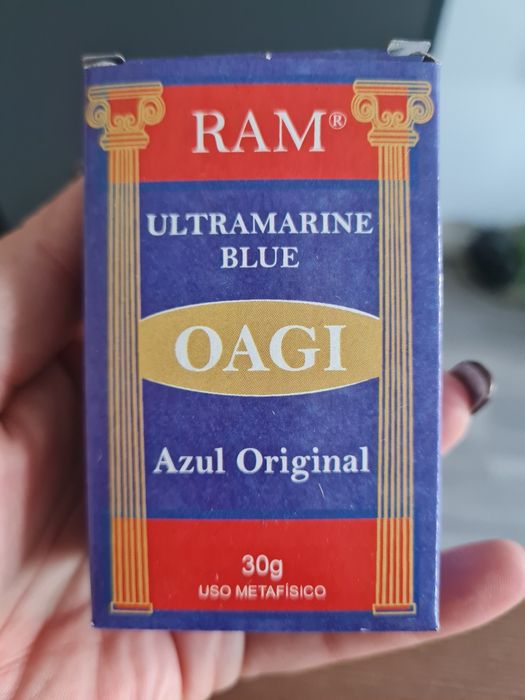 RAM®
ULTRAMARINE
BLUE
OAGI
Azul Original
30g
USO METAFÍSICO